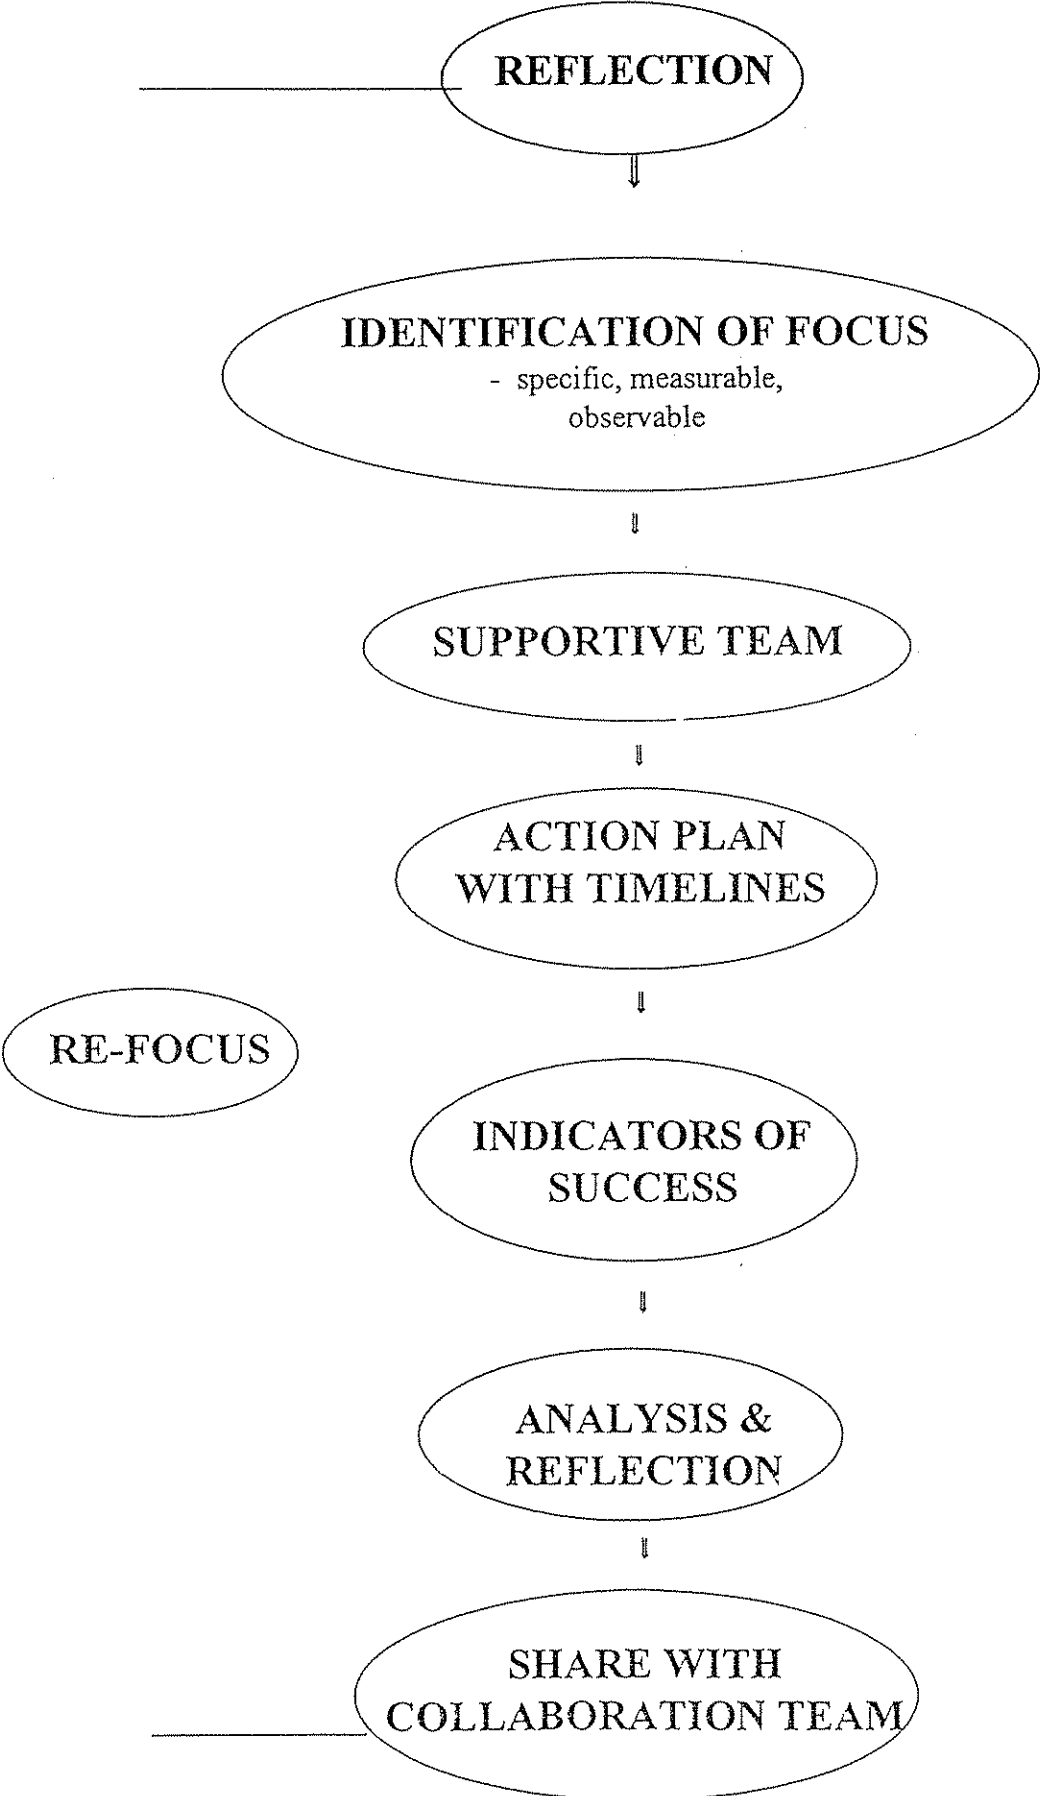 REFLECTION
IDENTIFICATION OF FOCUS
- specific, measurable,
observable
SUPPORTIVE TEAM
ACTION PLAN
WITH TIMELINES
RE-FOCUS
INDICATORS OF
SUCCESS
ANALYSIS &
REFLECTION
SHARE WITH
COLLABORATION TEAM